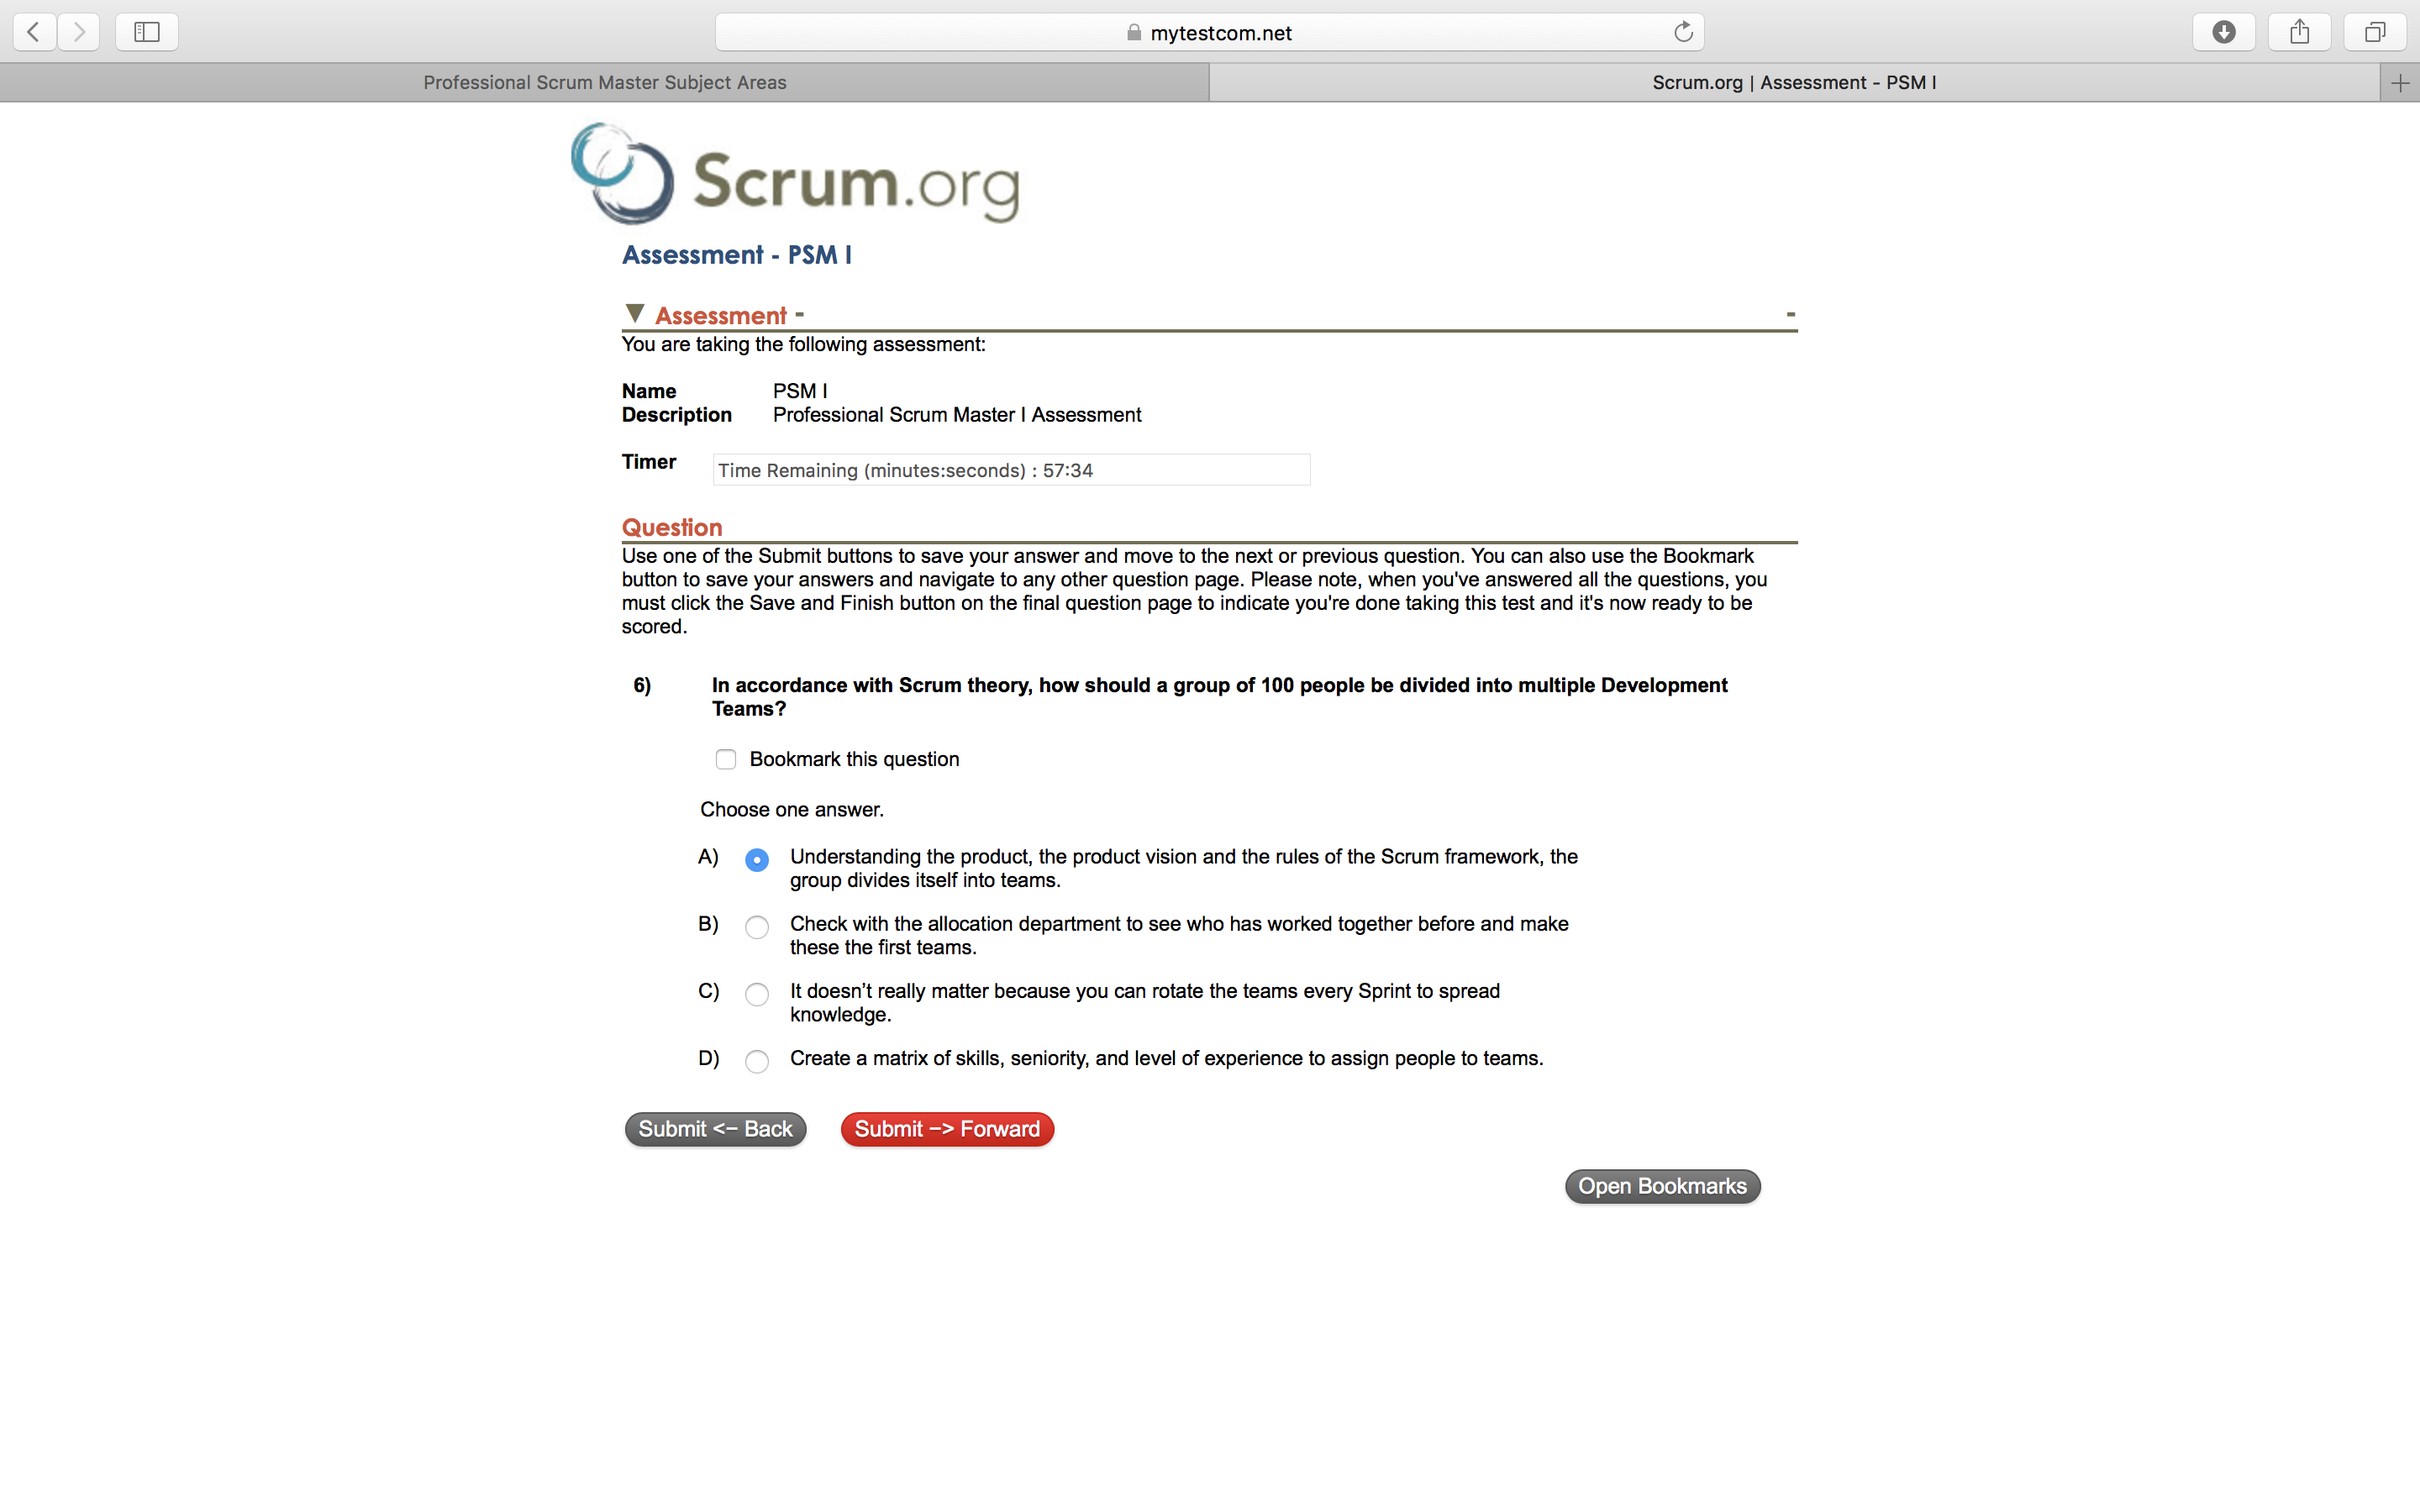 mytestcom.net
Professional Scrum Master Subject Areas
Scrum.org | Assessment - PSM I
Scrum.org
Assessment - PSM I
Assessment -
-
You are taking the following assessment:
Name PSM I
Description Professional Scrum Master I Assessment
Timer Time Remaining (minutes:seconds) : 57:34
Question
Use one of the Submit buttons to save your answer and move to the next or previous question. You can also use the Bookmark
button to save your answers and navigate to any other question page. Please note, when you've answered all the questions, you
must click the Save and Finish button on the final question page to indicate you're done taking this test and it's now ready to be
scored.
6) In accordance with Scrum theory, how should a group of 100 people be divided into multiple Development
Teams?
Bookmark this question
Choose one answer.
A) Understanding the product, the product vision and the rules of the Scrum framework, the
group divides itself into teams.
B) Check with the allocation department to see who has worked together before and make
these the first teams.
C) It doesn’t really matter because you can rotate the teams every Sprint to spread
knowledge.
D) Create a matrix of skills, seniority, and level of experience to assign people to teams.
Submit <- Back Submit -> Forward
Open Bookmarks